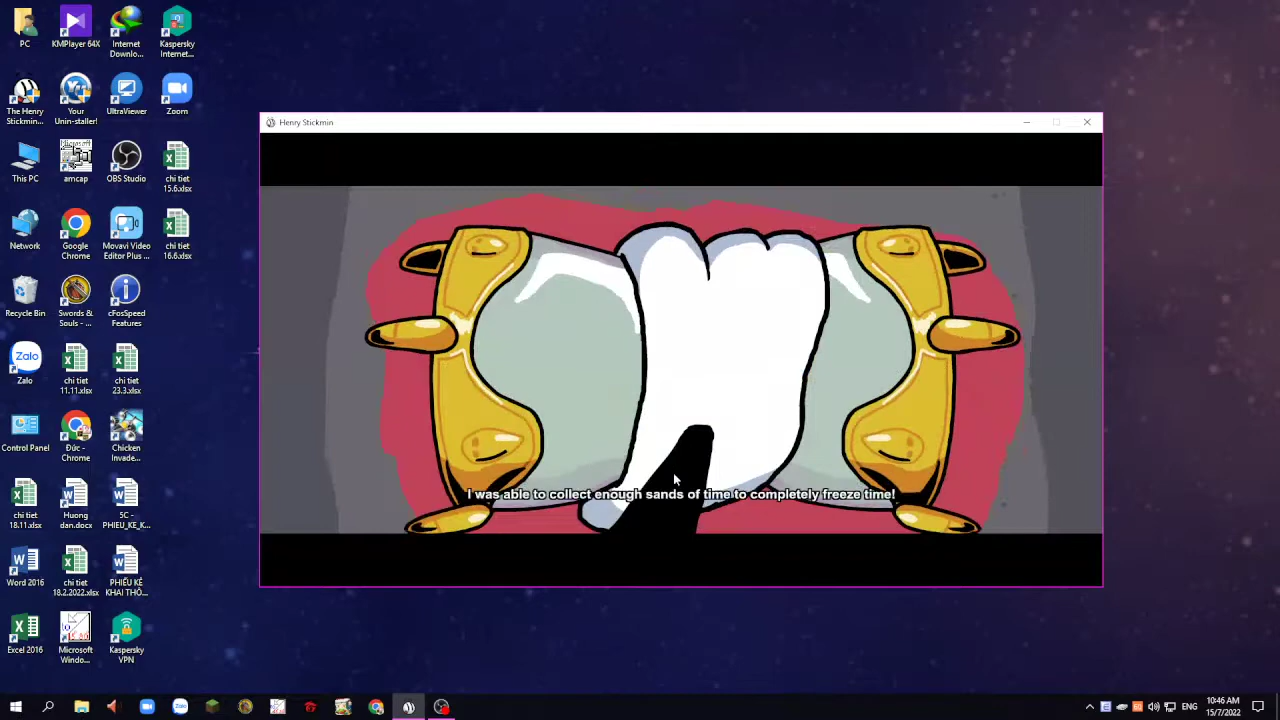 PC
KMPlayer 64X
Internet
Downlo...
Kaspersky
Internet...
The Henry
Stickmin...
Your
Unin-staller!
UltraViewer
Zoom
This PC
amcap
OBS Studio
chi tiet
15.6.xlsx
Network
Google
Chrome
Movavi Video
Editor Plus ...
chi tiet
16.6.xlsx
Recycle Bin
Swords &
Souls - ...
cFosSpeed
Features
Zalo
Zalo
chi tiet
11.11.xlsx
chi tiet
23.3.xlsx
Control Panel
Đức -
Chrome
Chicken
Invade...
chi tiet
18.11.xlsx
Huong
dan.docx
5C -
PHIEU_KE_K...
Word 2016
chi tiet
18.2.2022.xlsx
PHIẾU KÊ
KHAI THÔ...
Excel 2016
Microsoft
Windo...
Kaspersky
VPN
Henry Stickmin
I was able to collect enough sands of time to completely freeze time!
ENG
10:46 AM
15/7/2022